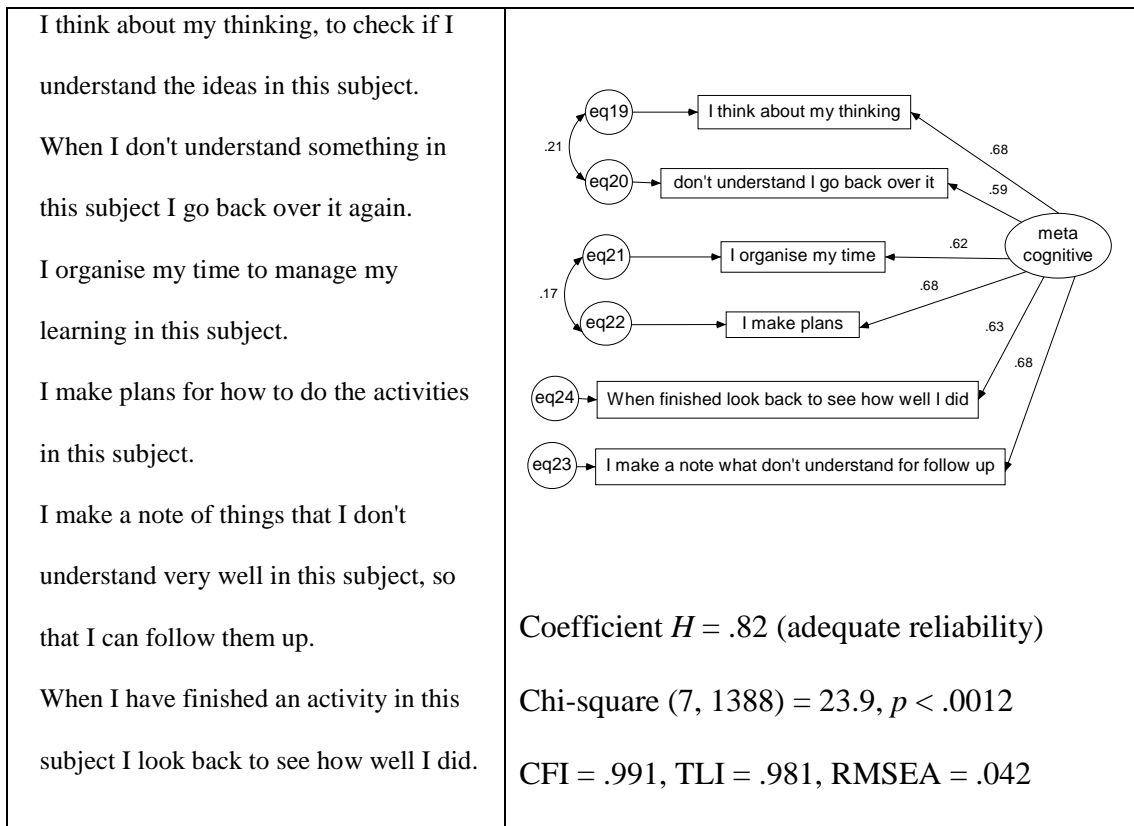 I think about my thinking, to check if I
understand the ideas in this subject.
When I don't understand something in
this subject I go back over it again.
I organise my time to manage my
learning in this subject.
I make plans for how to do the activities
in this subject.
I make a note of things that I don't
understand very well in this subject, so
that I can follow them up.
When I have finished an activity in this
subject I look back to see how well I did.
eq19
I think about my thinking
.21
.68
eq20
don't understand I go back over it
.59
meta
cognitive
eq21
I organise my time
.62
.17
.68
eq22
I make plans
.63
.68
eq24
When finished look back to see how well I did
eq23
I make a note what don't understand for follow up
Coefficient H = .82 (adequate reliability)
Chi-square (7, 1388) = 23.9, p < .0012
CFI = .991, TLI = .981, RMSEA = .042